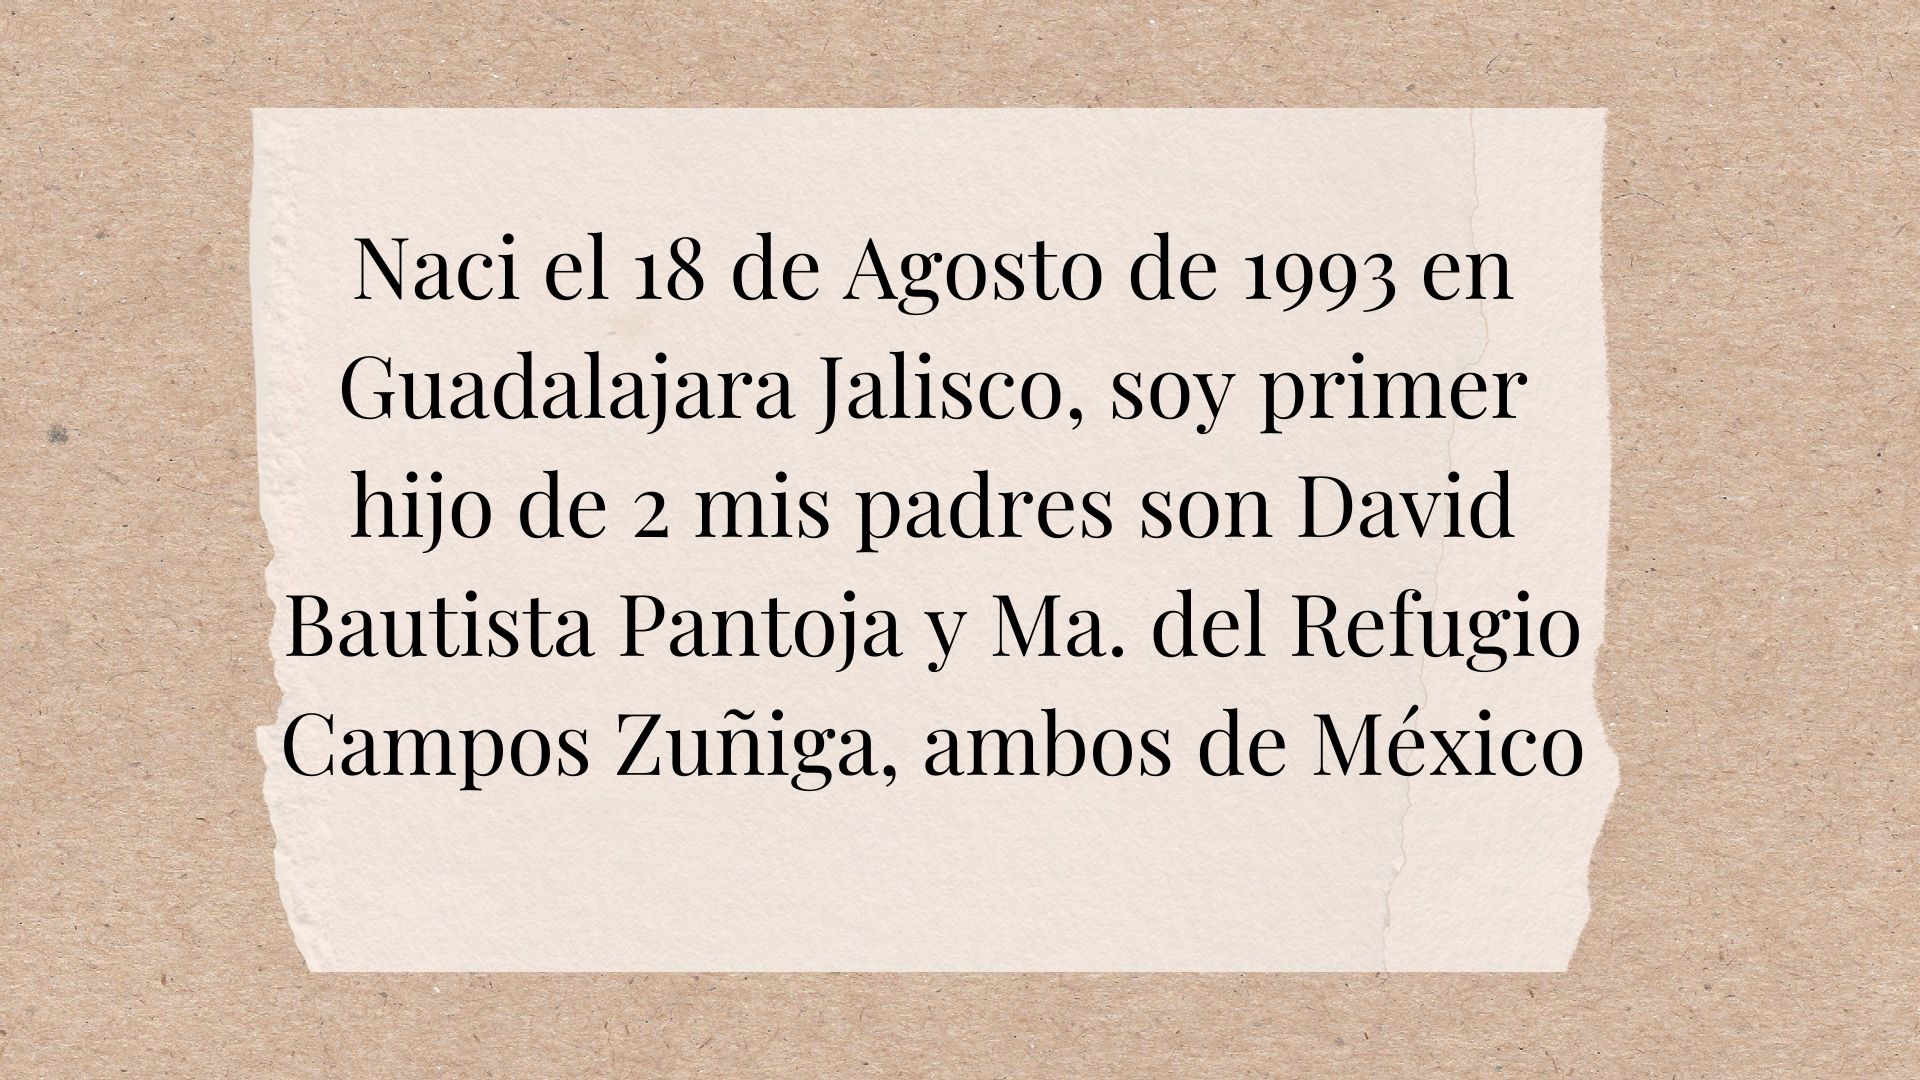 Naci el 18 de Agosto de 1993 en
Guadalajara Jalisco, soy primer
hijo de 2 mis padres son David
Bautista Pantoja y Ma. del Refugio
Campos Zuñiga, ambos de México